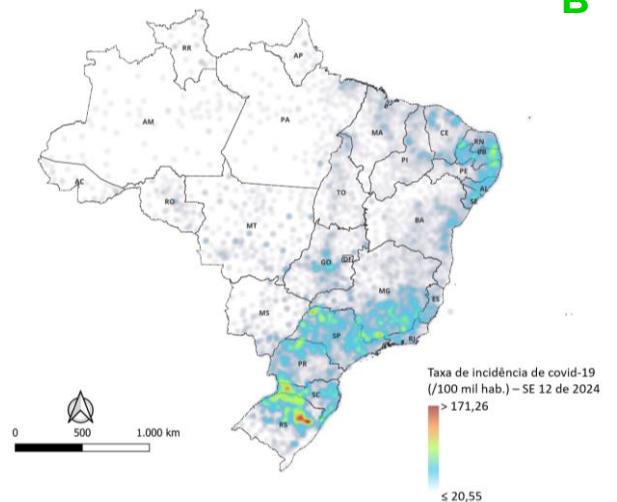 B
RR
AP
AM
PA
MA
CE
RN
PB
PI
PE
AL
SE
AC
RO
TO
BA
MT
GO
DF
MG
ES
MS
SP
RJ
PR
SC
RS
Taxa de incidência de covid-19
(/100 mil hab.) – SE 12 de 2024
> 171,26
≤ 20,55
0 500 1.000 km